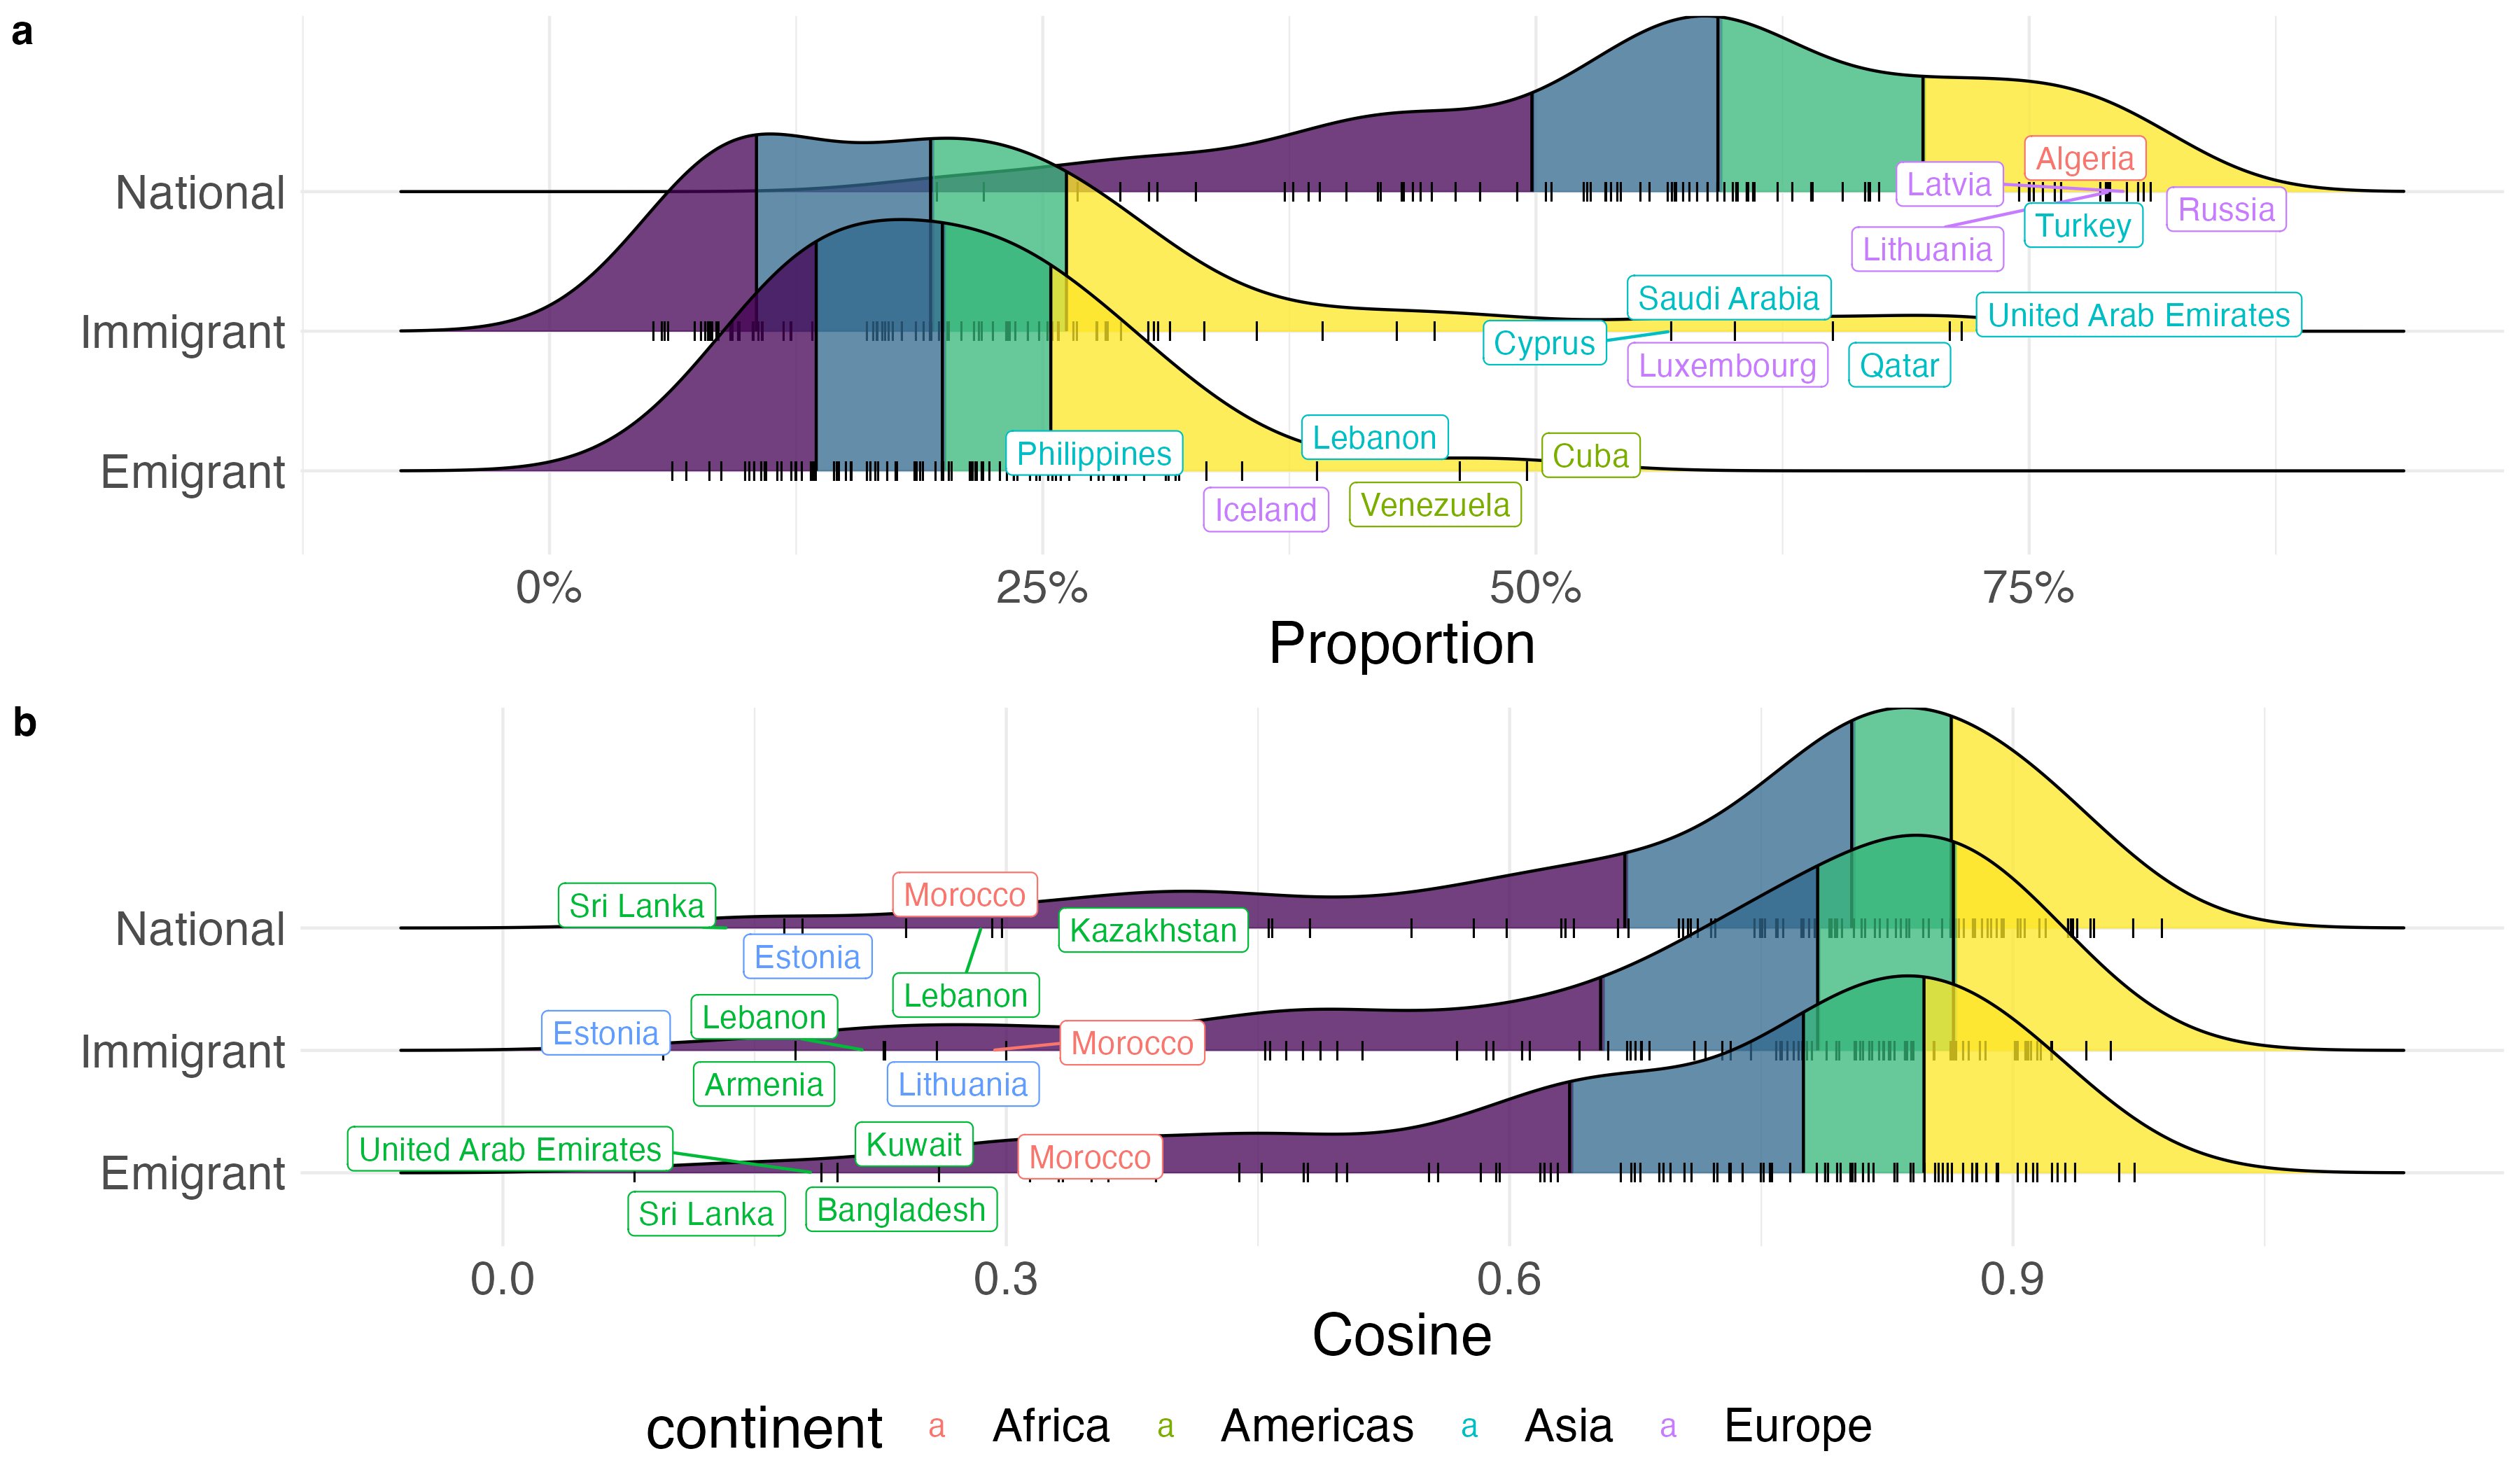 a
National
Algeria
Latvia
Russia
Turkey
Lithuania
Immigrant
Saudi Arabia
United Arab Emirates
Cyprus
Luxembourg
Qatar
Emigrant
Philippines
Lebanon
Cuba
Iceland
Venezuela
0% 25% 50% 75%
Proportion
b
National
Sri Lanka
Morocco
Kazakhstan
Estonia
Lebanon
Immigrant
Estonia
Lebanon
Morocco
Armenia
Lithuania
Emigrant
United Arab Emirates
Kuwait
Morocco
Sri Lanka
Bangladesh
0.0 0.3 0.6 0.9
Cosine
continent a Africa a Americas a Asia a Europe